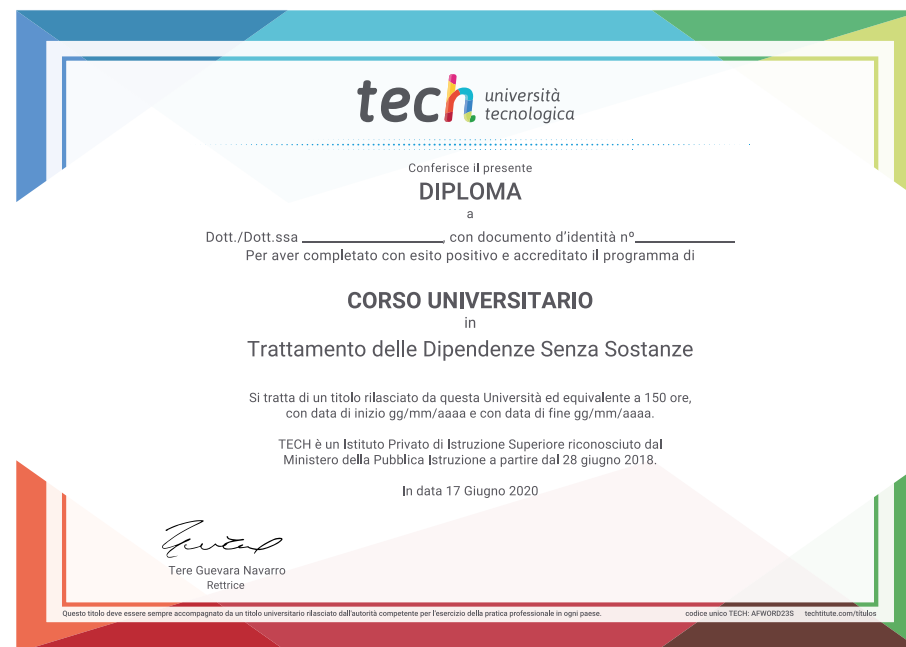 tech università
tecnologica
Conferisce il presente
DIPLOMA
a
Dott./Dott.ssa ____________________, con documento d'identità nº______________
Per aver completato con esito positivo e accreditato il programma di
CORSO UNIVERSITARIO
in
Trattamento delle Dipendenze Senza Sostanze
Si tratta di un titolo rilasciato da questa Università ed equivalente a 150 ore,
con data di inizio gg/mm/aaaa e con data di fine gg/mm/aaaa.
TECH è un Istituto Privato di Istruzione Superiore riconosciuto dal
Ministero della Pubblica Istruzione a partire dal 28 giugno 2018.
In data 17 Giugno 2020
Tere Guevara Navarro
Rettrice
Questo titolo deve essere sempre accompagnato da un titolo universitario rilasciato dall'autorità competente per l'esercizio della pratica professionale in ogni paese. codice unico TECH: AFWORD23S techtitute.com/titulos